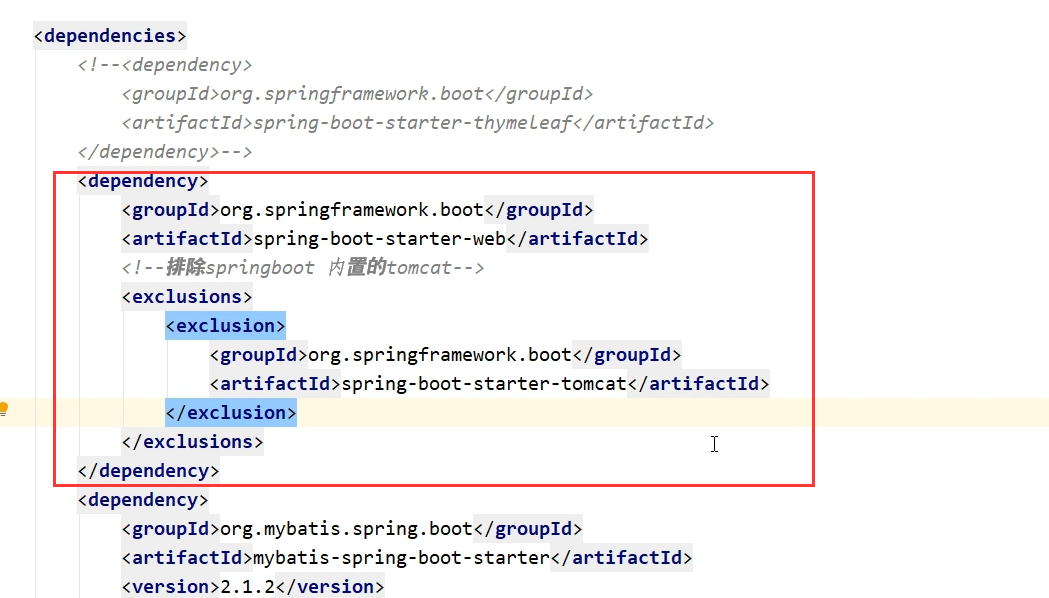 <dependencies>
<!--<dependency>
<groupId>org.springframework.boot</groupId>
<artifactId>spring-boot-starter-thymeleaf</artifactId>
</dependency>-->
<dependency>
<groupId>org.springframework.boot</groupId>
<artifactId>spring-boot-starter-web</artifactId>
<!--排除springboot 内置的tomcat-->
<exclusions>
<exclusion>
<groupId>org.springframework.boot</groupId>
<artifactId>spring-boot-starter-tomcat</artifactId>
</exclusion>
</exclusions>
</dependency>
<dependency>
<groupId>org.mybatis.spring.boot</groupId>
<artifactId>mybatis-spring-boot-starter</artifactId>
<version>2.1.2</version>